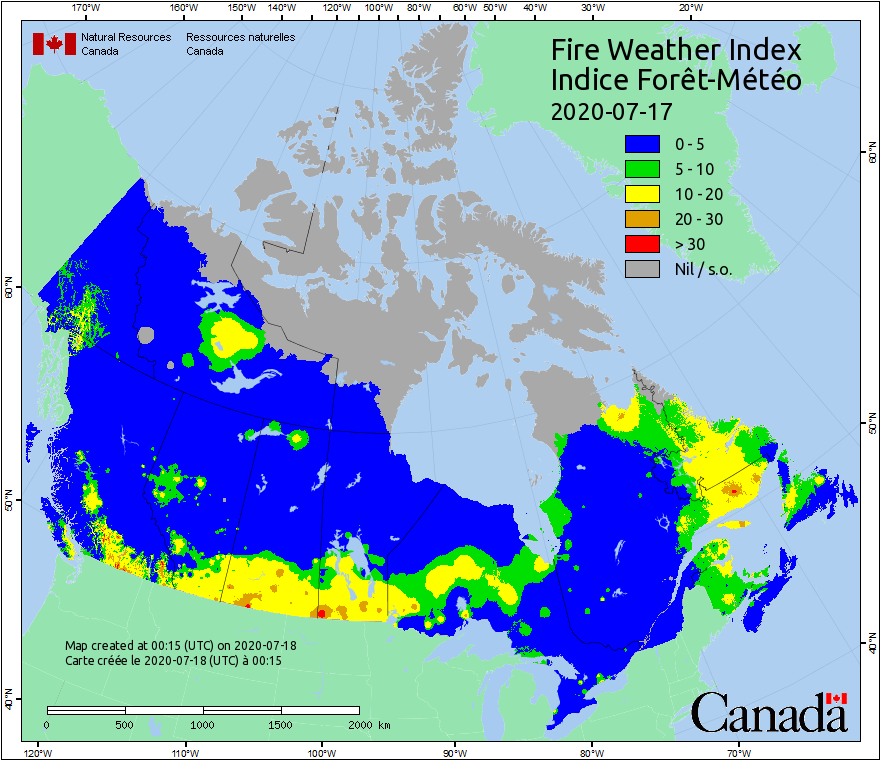 170°W 160°W 150°W 140°W 130°W 120°W 110°W 100°W 90°W 80°W 60°W 50°W 40°W 30°W 20°W
Natural Resources Ressources naturelles
Canada Canada
Fire Weather Index
Indice Forêt-Météo
2020-07-17
0 - 5
5 - 10
10 - 20
20 - 30
> 30
Nil / s.o.
60°N
60°N
50°N
50°N
40°N
40°N
Map created at 00:15 (UTC) on 2020-07-18
Carte créée le 2020-07-18 (UTC) à 00:15
0 500 1000 1500 2000 km
Canada
120°W 110°W 100°W 90°W 80°W 70°W